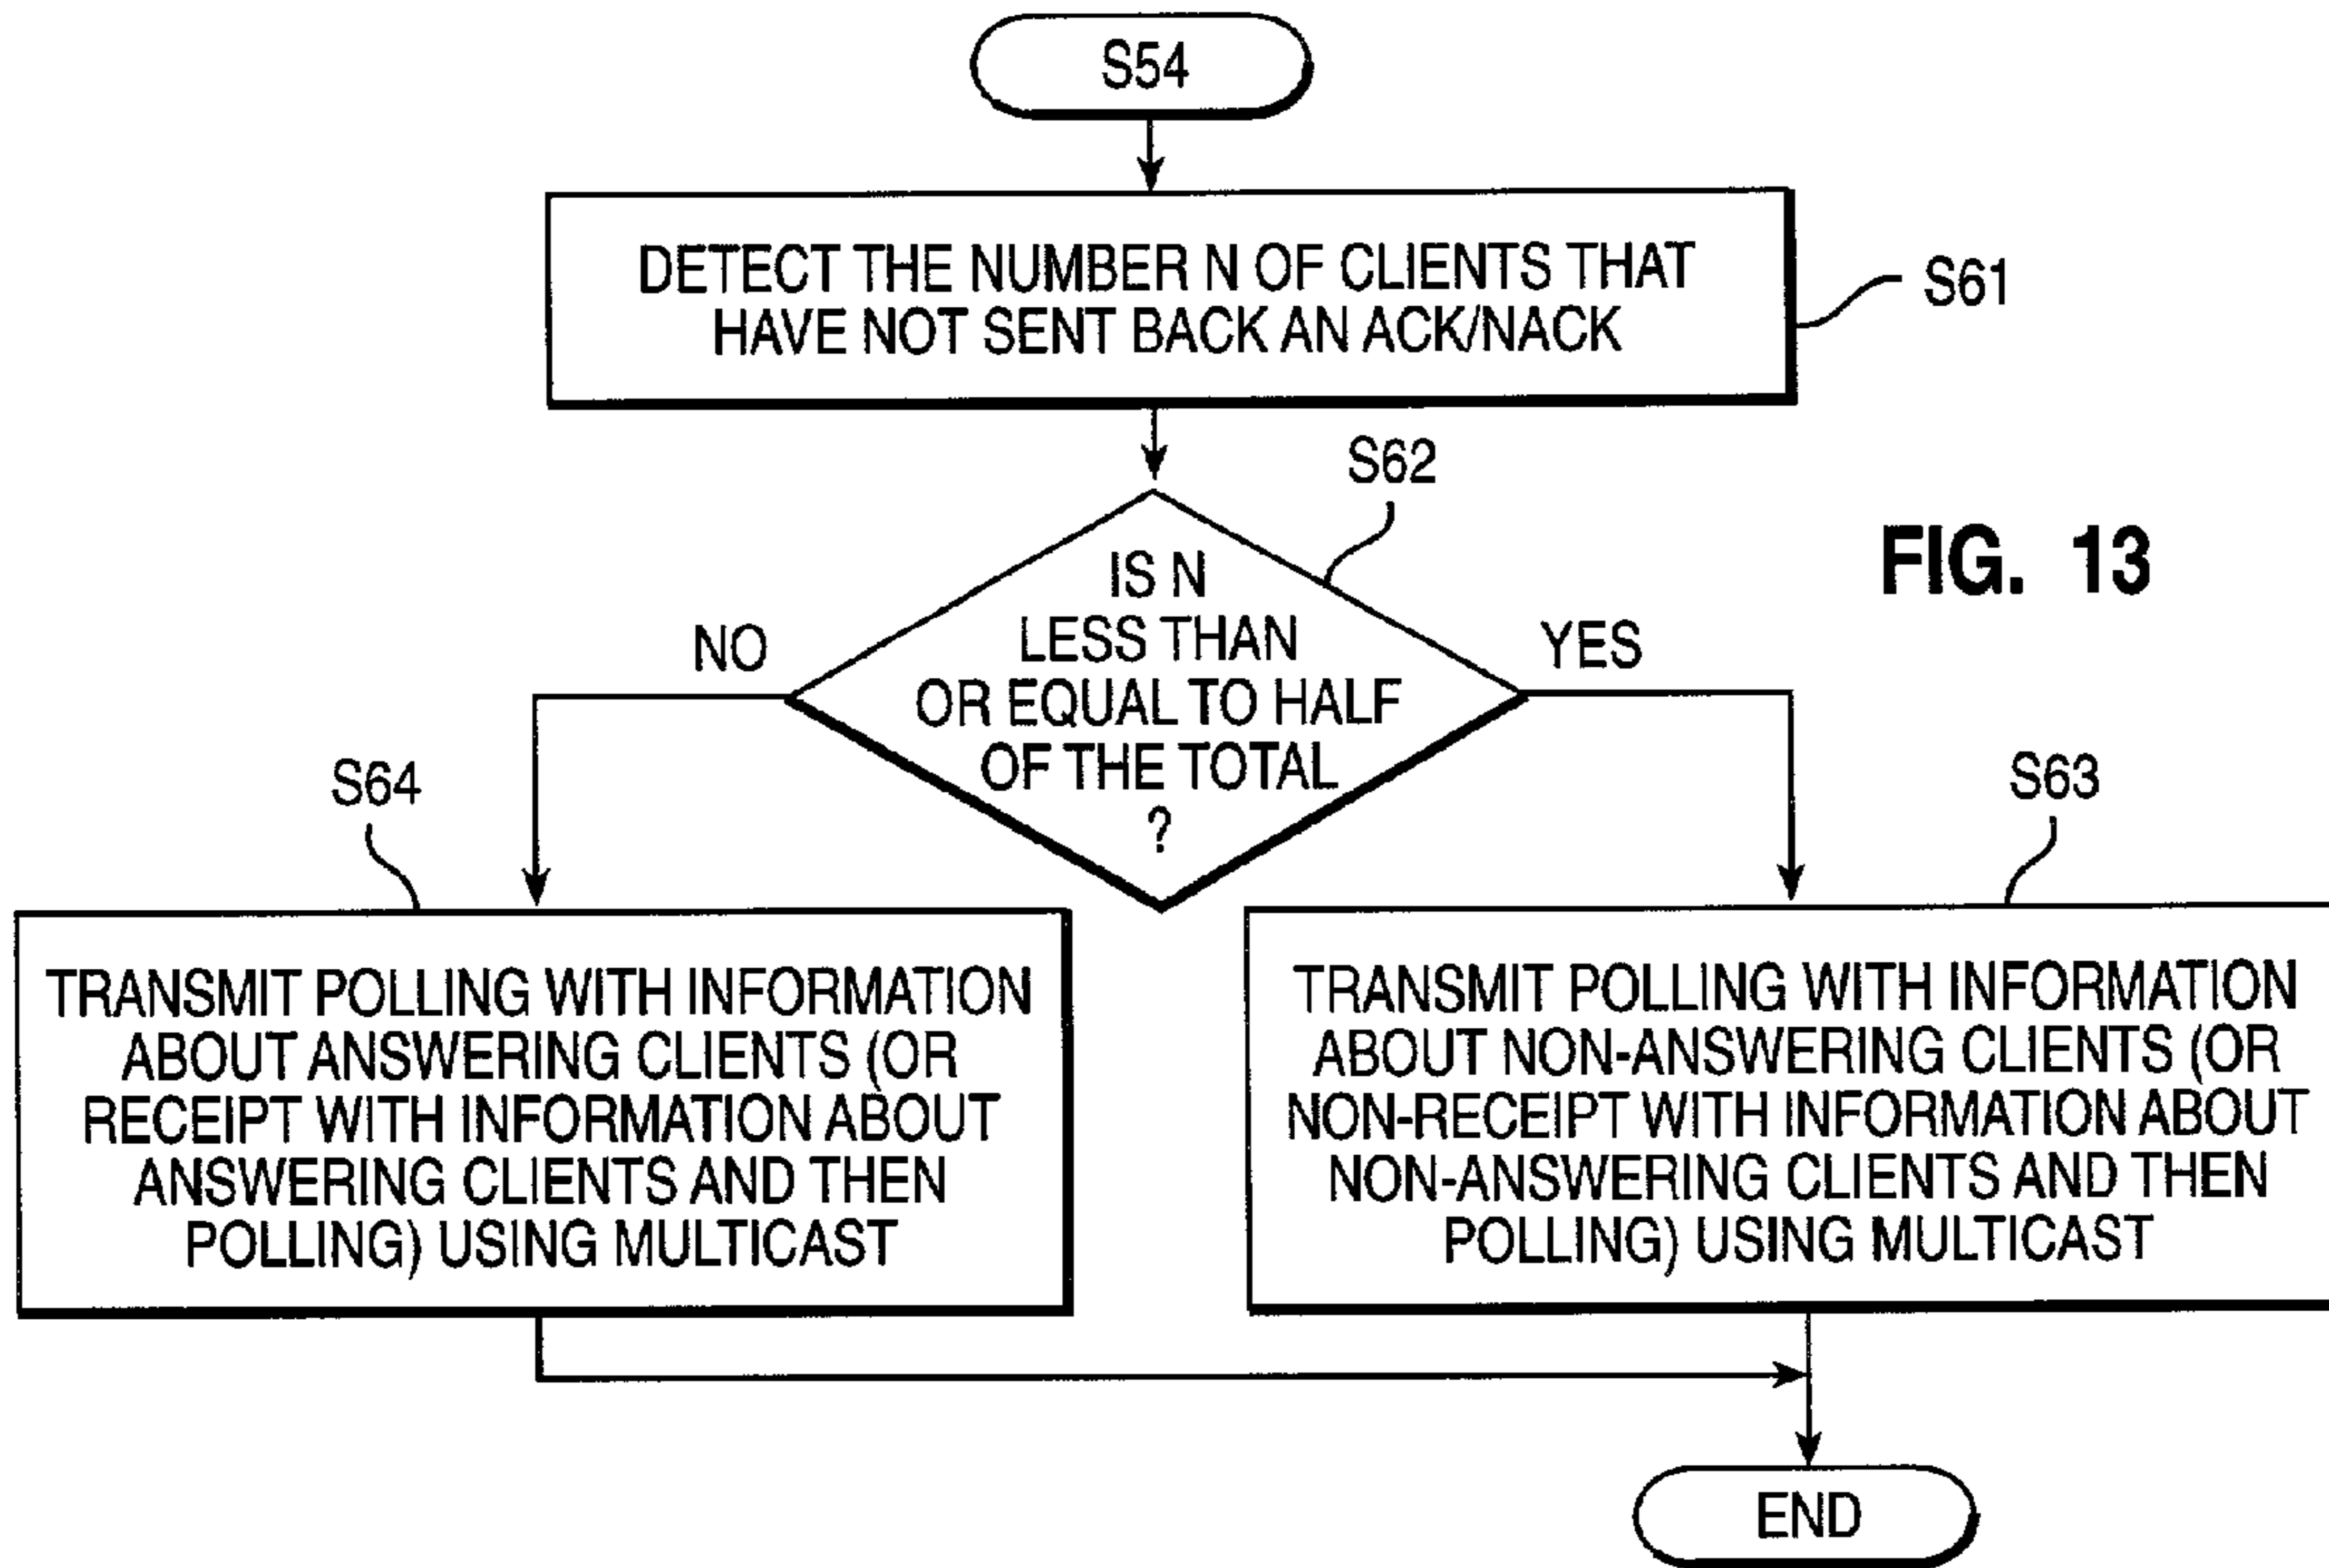 S54
DETECT THE NUMBER N OF CLIENTS THAT
HAVE NOT SENT BACK AN ACK/NACK
S61
S62
IS N
LESS THAN
OR EQUAL TO HALF
OF THE TOTAL
?
FIG. 13
NO
YES
S64
S63
TRANSMIT POLLING WITH INFORMATION
ABOUT ANSWERING CLIENTS (OR
RECEIPT WITH INFORMATION ABOUT
ANSWERING CLIENTS AND THEN
POLLING) USING MULTICAST
TRANSMIT POLLING WITH INFORMATION
ABOUT NON-ANSWERING CLIENTS (OR
NON-RECEIPT WITH INFORMATION ABOUT
NON-ANSWERING CLIENTS AND THEN
POLLING) USING MULTICAST
END